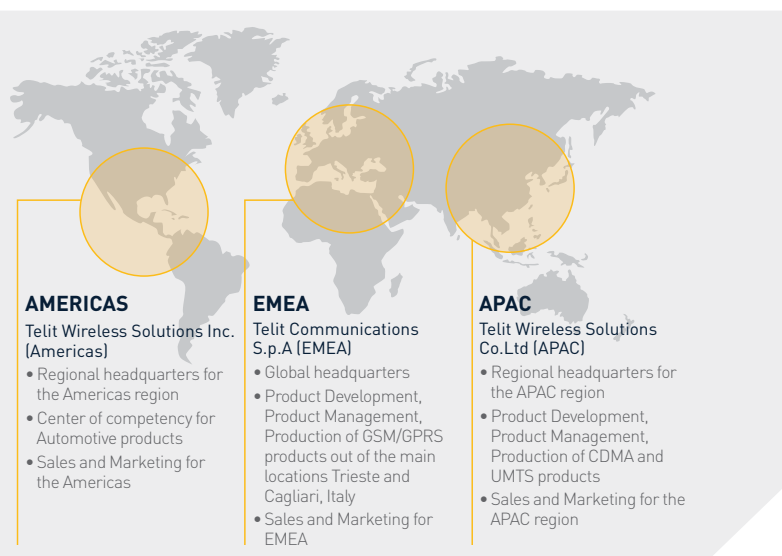 AMERICAS
Telit Wireless Solutions Inc.
(Americas)
• Regional headquarters for
the Americas region
• Center of competency for
Automotive products
• Sales and Marketing for
the Americas
EMEA
Telit Communications
S.p.A (EMEA)
• Global headquarters
• Product Development,
Product Management,
Production of GSM/GPRS
products out of the main
locations Trieste and
Cagliari, Italy
• Sales and Marketing for
EMEA
APAC
Telit Wireless Solutions
Co.Ltd (APAC)
• Regional headquarters for
the APAC region
• Product Development,
Product Management,
Production of CDMA and
UMTS products
• Sales and Marketing for the
APAC region